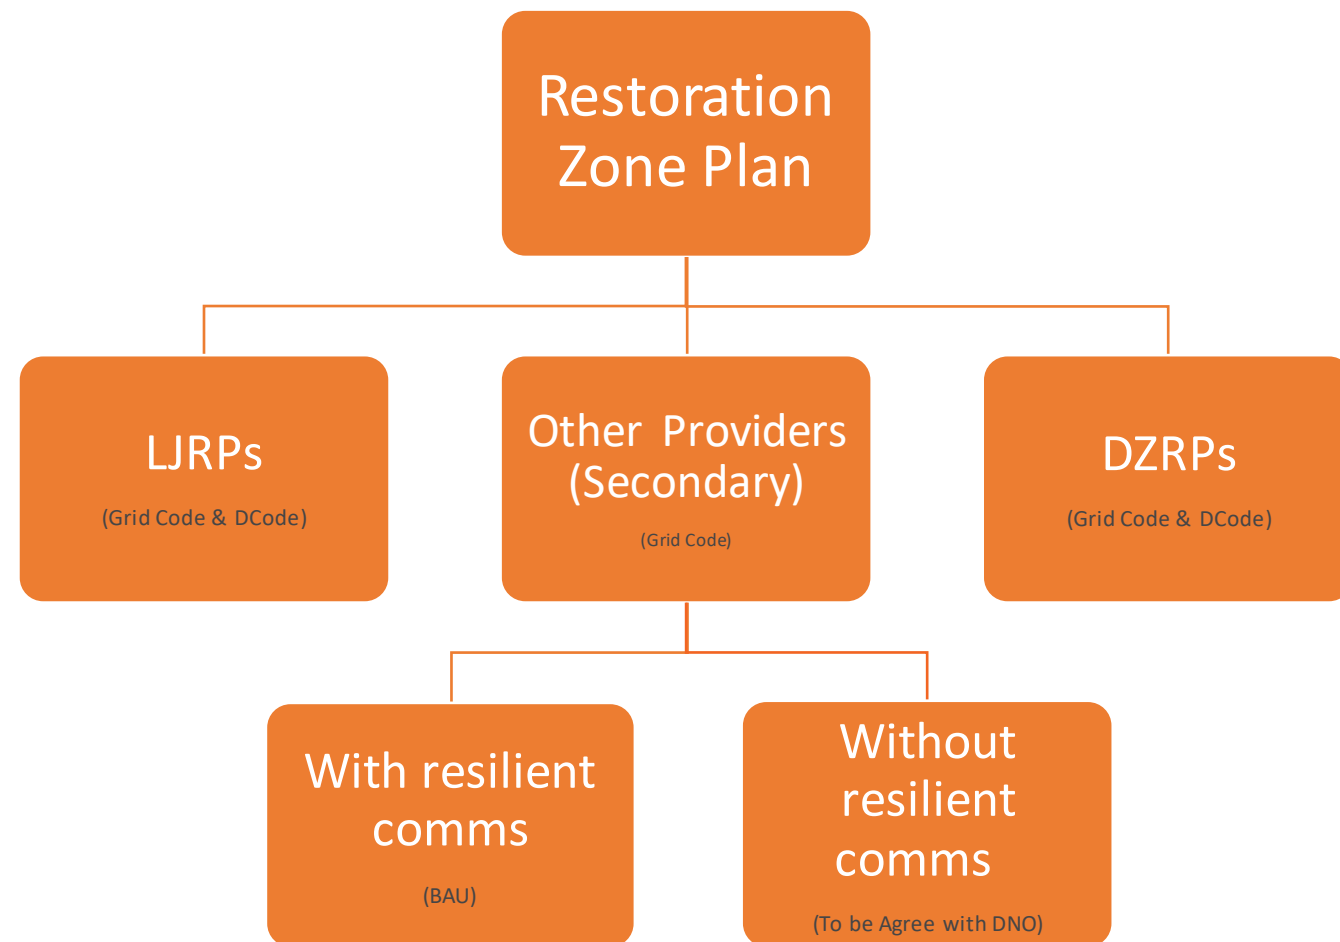 Restoration
Zone Plan
LJRPs
(Grid Code & DCode)
Other Providers
(Secondary)
(Grid Code)
DZRPs
(Grid Code & DCode)
With resilient
comms
(BAU)
Without
resilient
comms
(To be Agree with DNO)